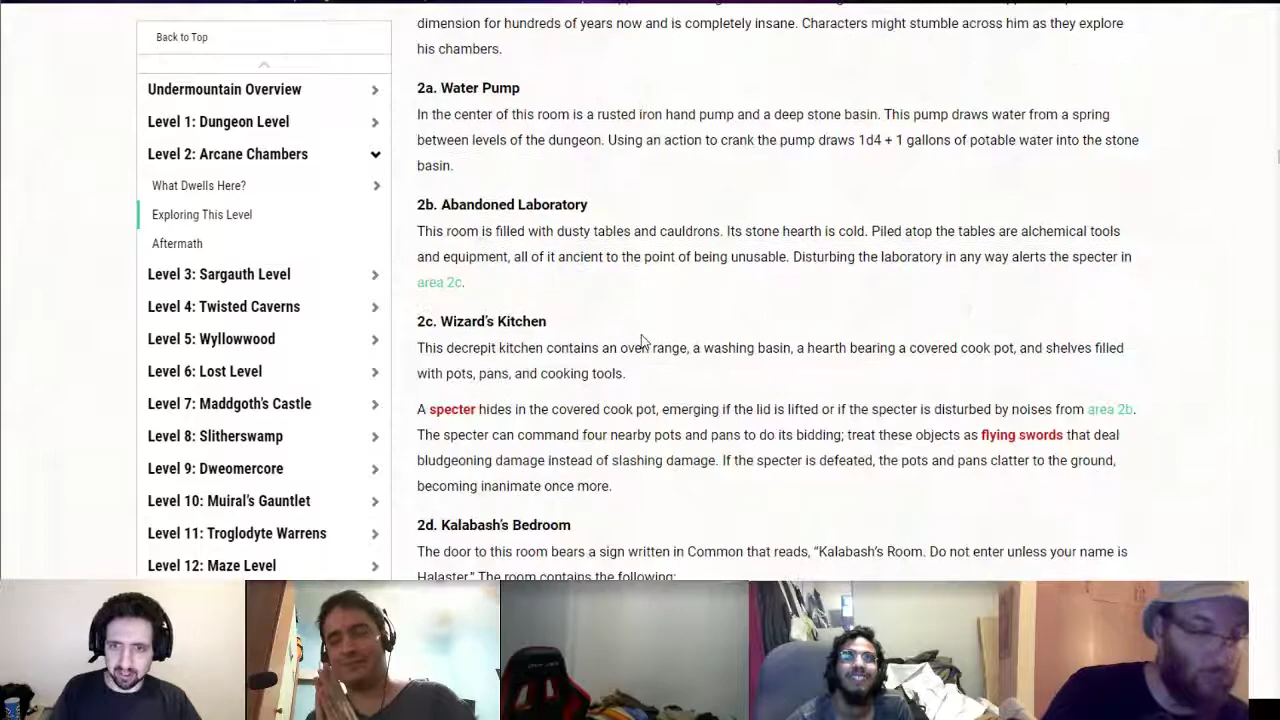 Back to Top
Undermountain Overview
Level 1: Dungeon Level
Level 2: Arcane Chambers
What Dwells Here?
Exploring This Level
Aftermath
Level 3: Sargauth Level
Level 4: Twisted Caverns
Level 5: Wyllowwood
Level 6: Lost Level
Level 7: Maddgoth's Castle
Level 8: Slitherswamp
Level 9: Dweomercore
Level 10: Muiral's Gauntlet
Level 11: Troglodyte Warrens
Level 12: Maze Level
dimension for hundreds of years now and is completely insane. Characters might stumble across him as they explore
his chambers.
2a. Water Pump
In the center of this room is a rusted iron hand pump and a deep stone basin. This pump draws water from a spring
between levels of the dungeon. Using an action to crank the pump draws 1d4 + 1 gallons of potable water into the stone
basin.
2b. Abandoned Laboratory
This room is filled with dusty tables and cauldrons. Its stone hearth is cold. Piled atop the tables are alchemical tools
and equipment, all of it ancient to the point of being unusable. Disturbing the laboratory in any way alerts the specter in
area 2c.
2c. Wizard's Kitchen
This decrepit kitchen contains an oven range, a washing basin, a hearth bearing a covered cook pot, and shelves filled
with pots, pans, and cooking tools.
A specter hides in the covered cook pot, emerging if the lid is lifted or if the specter is disturbed by noises from area 2b.
The specter can command four nearby pots and pans to do its bidding; treat these objects as flying swords that deal
bludgeoning damage instead of slashing damage. If the specter is defeated, the pots and pans clatter to the ground,
becoming inanimate once more.
2d. Kalabash's Bedroom
The door to this room bears a sign written in Common that reads, “Kalabash's Room. Do not enter unless your name is
Halaster.” The room contains the following: